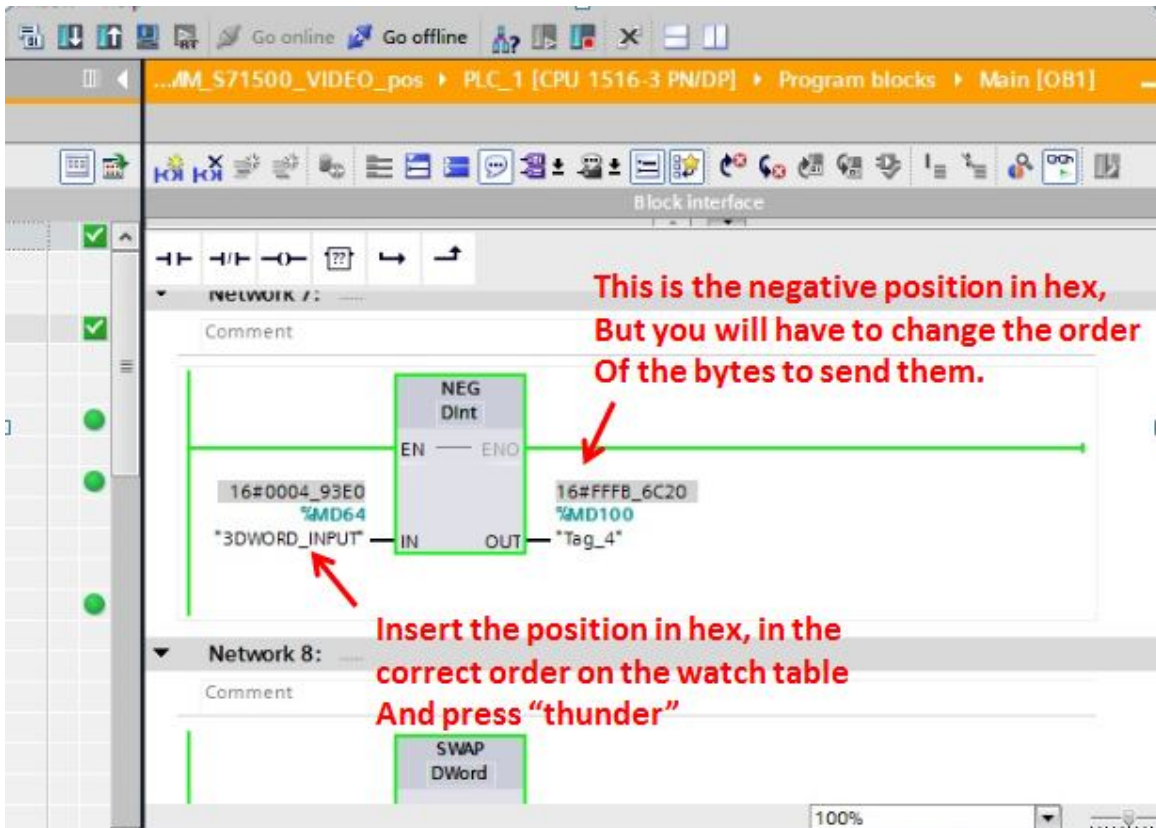 Go online Go offline
...MM_S71500_VIDEO_pos ▸ PLC_1 [CPU 1516-3 PN/DP] ▸ Program blocks ▸ Main [OB1]
Block interface
Network 7: .....
Comment
This is the negative position in hex,
But you will have to change the order
Of the bytes to send them.
NEG
DInt
EN ENO
16#0004_93E0 16#FFFB_6C20
%MD64 %MD100
"3DWORD_INPUT" IN OUT "Tag_4"
Insert the position in hex, in the
correct order on the watch table
And press “thunder”
Network 8: .....
Comment
SWAP
DWord
100%